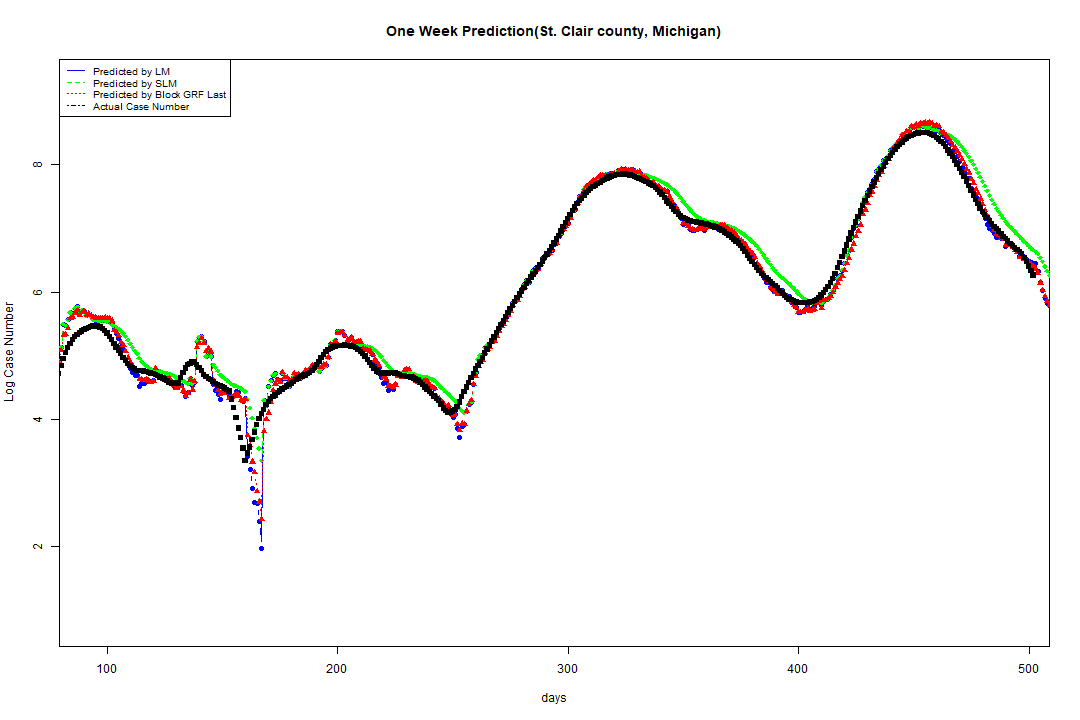 One Week Prediction(St. Clair county, Michigan)
Predicted by LM
Predicted by SLM
Predicted by Block GRF Last
Actual Case Number
8
6
4
2
Log Case Number
100 200 300 400 500
days